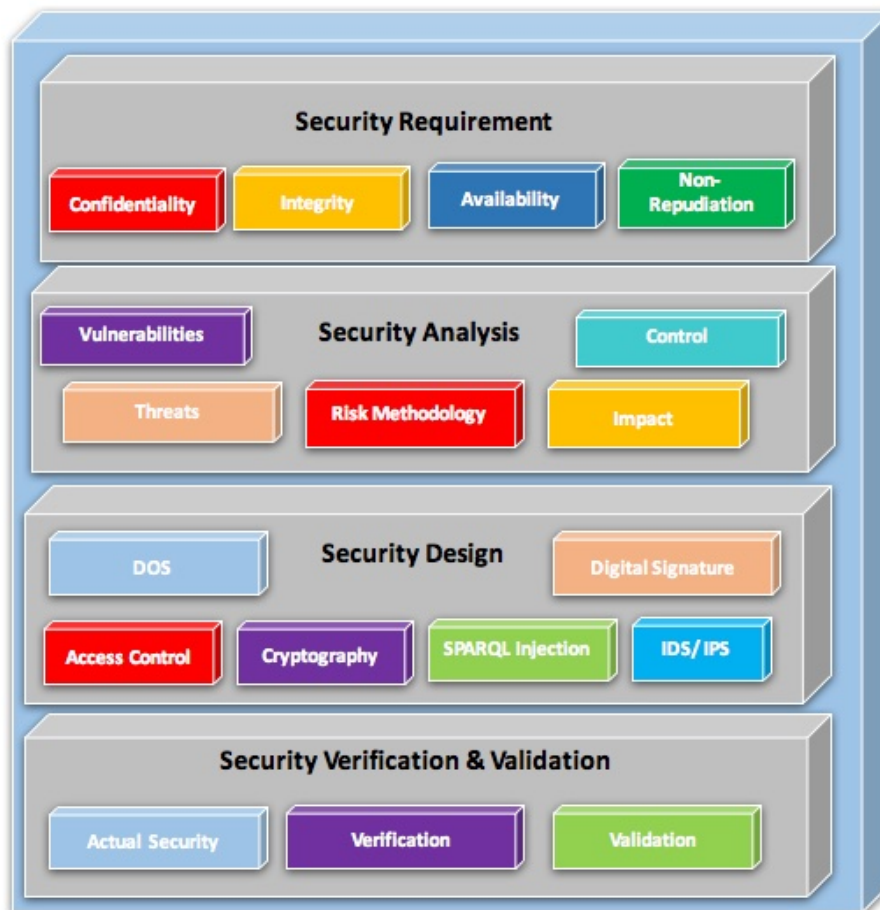 Security Requirement
Confidentiality
Integrity
Availability
Non-
Repudiation
Security Analysis
Vulnerabilities
Control
Threats
Risk Methodology
Impact
Security Design
DOS
Digital Signature
Access Control
Cryptography
SPARQL Injection
IDS/ IPS
Security Verification & Validation
Actual Security
Verification
Validation